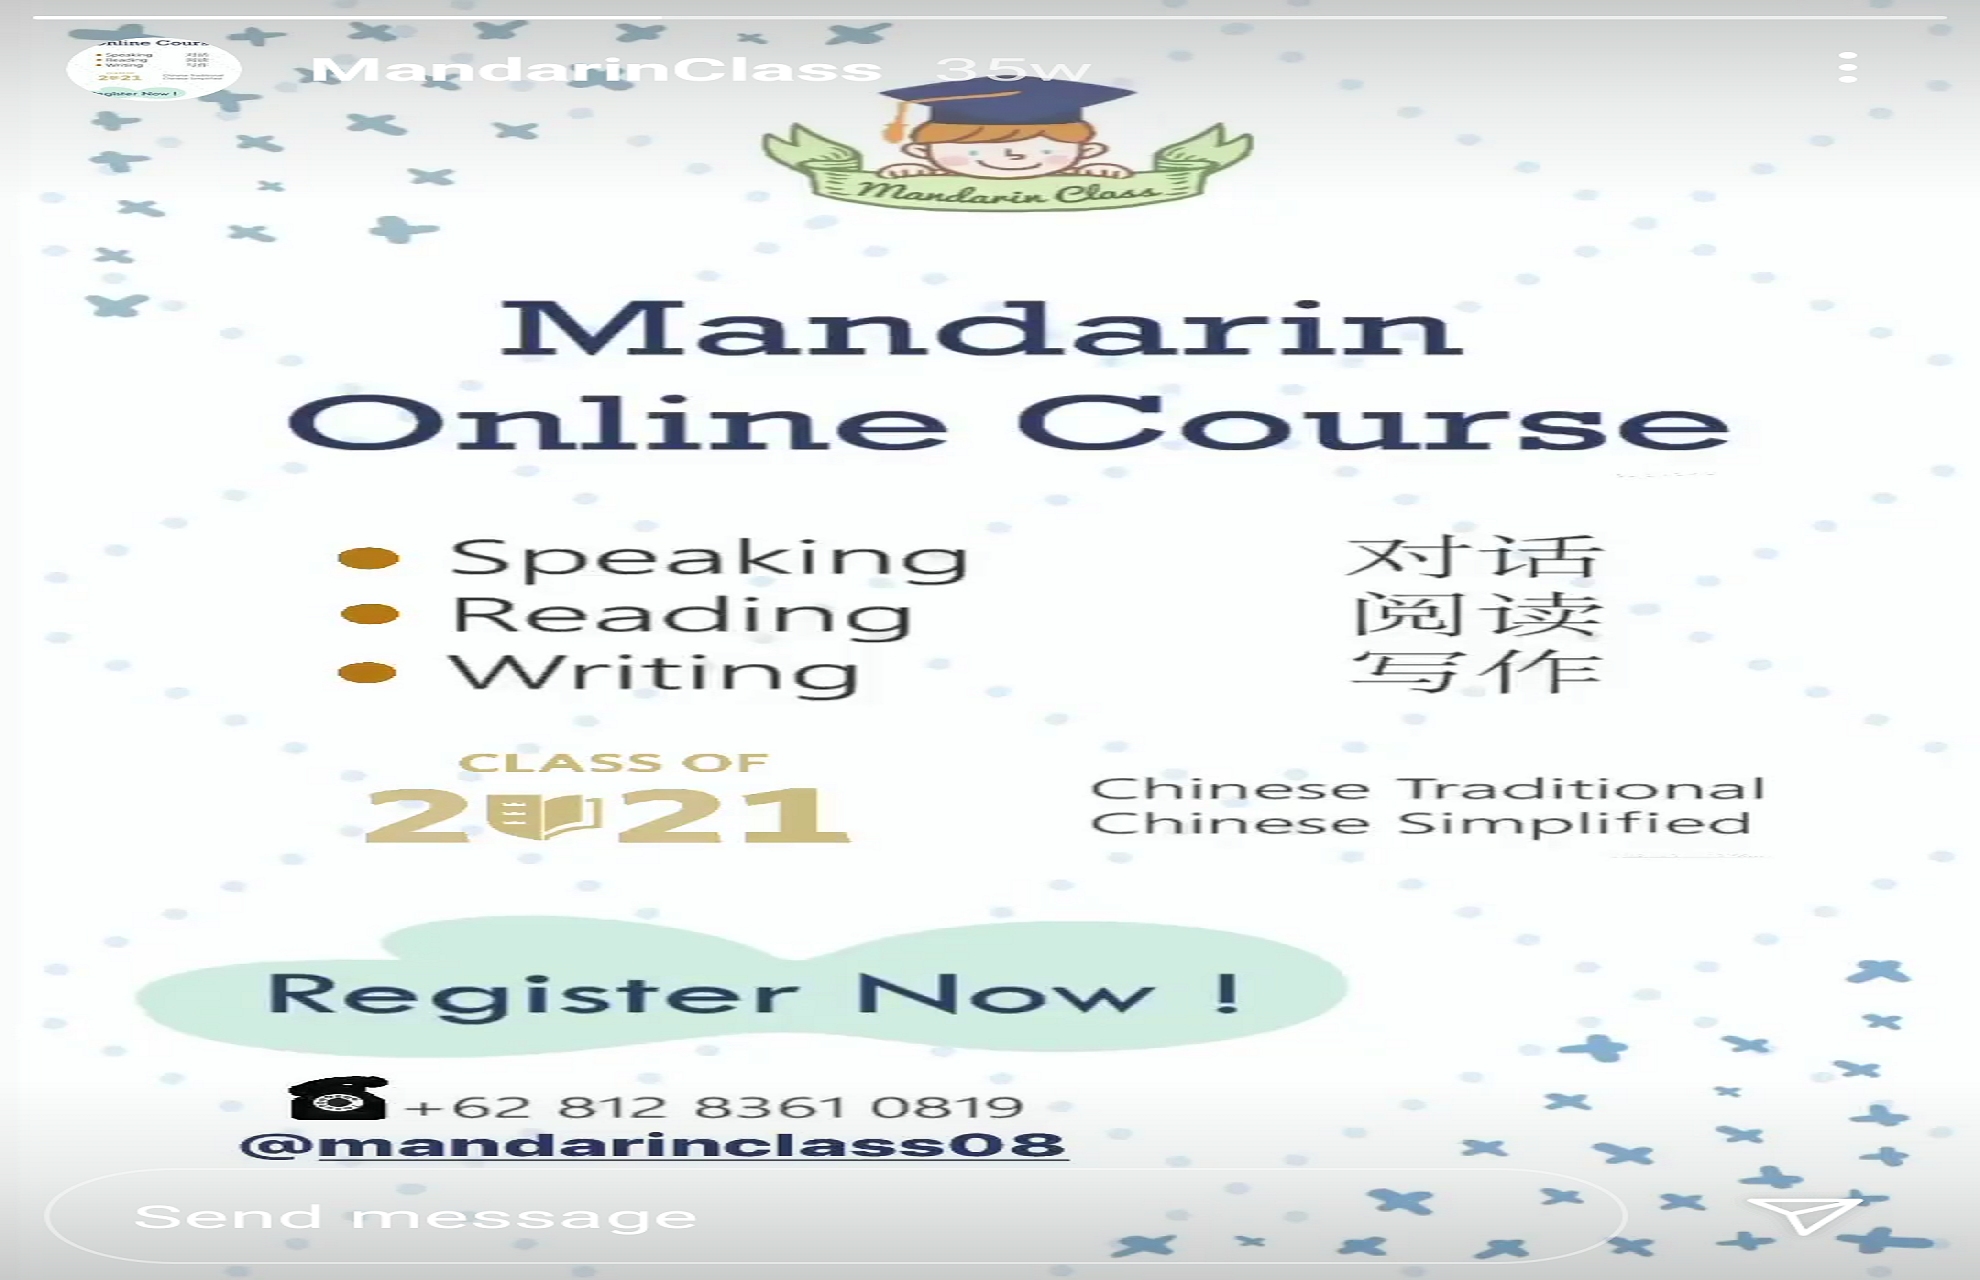 MandarinClass 35w
Mandarin Class
Mandarin
Online Course
Speaking 对话
Reading 阅读
Writing 写作
CLASS OF
2021
Chinese Traditional
Chinese Simplified
Register Now !
+62 812 8361 0819
@mandarinclass08
Send message